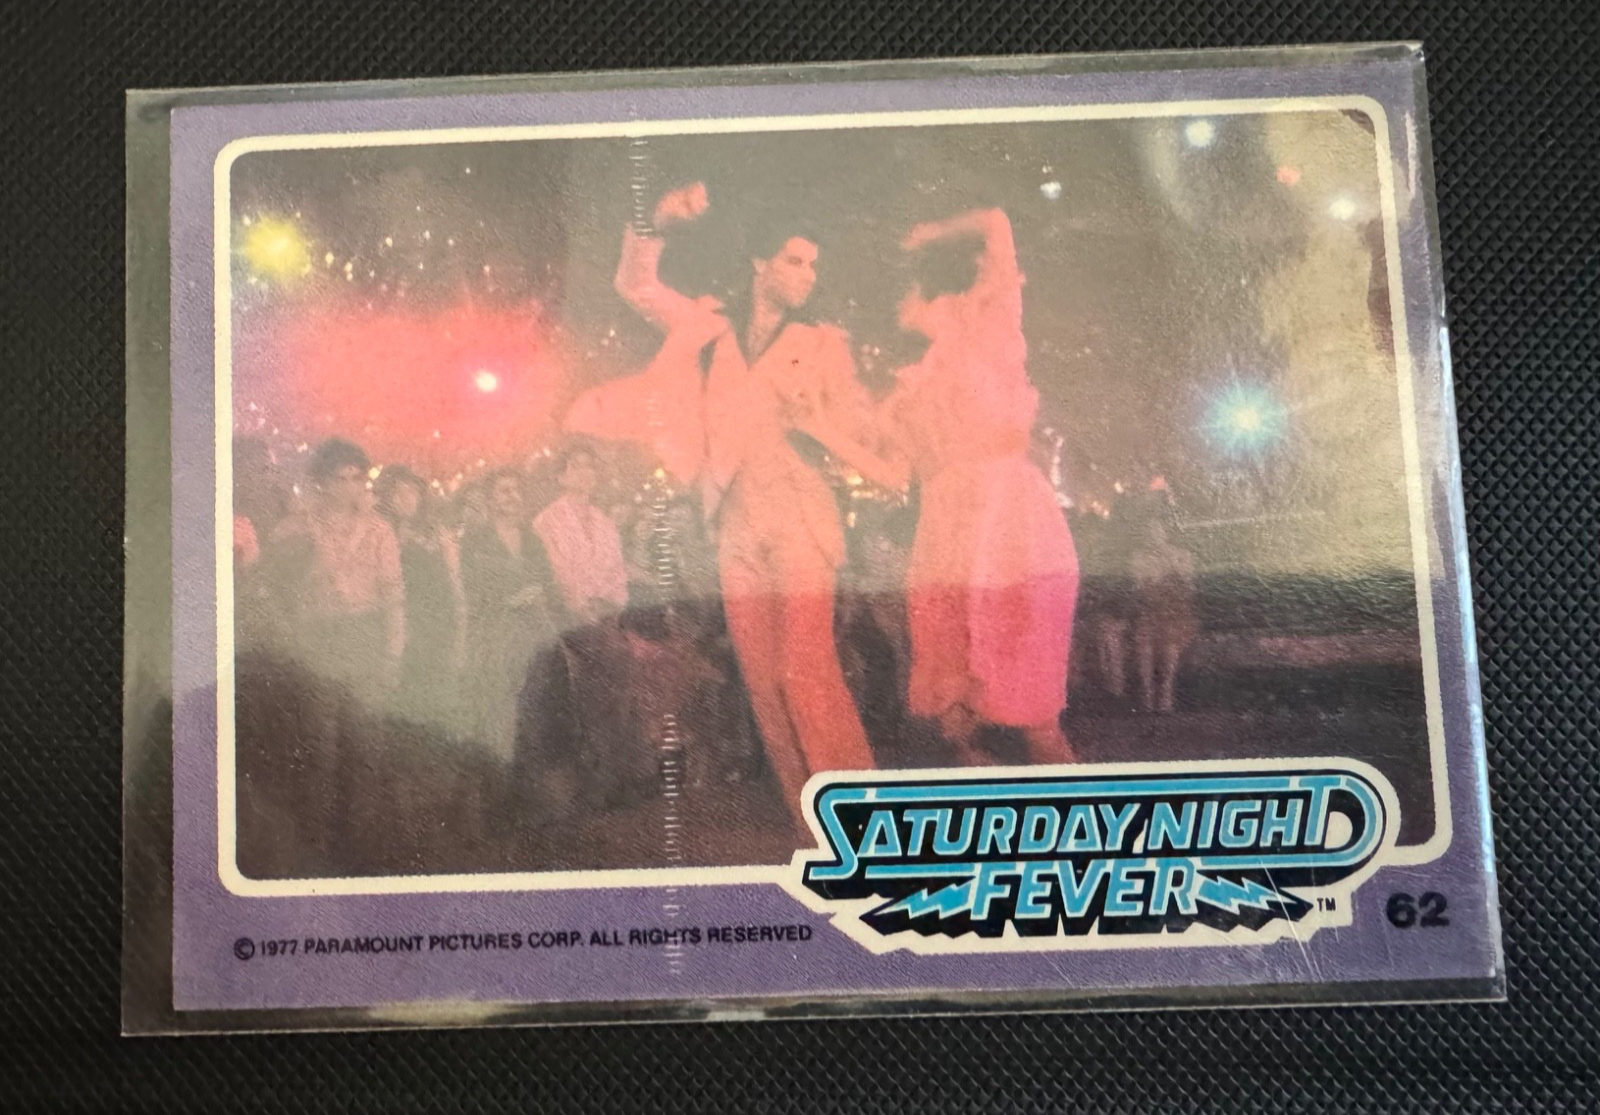 SATURDAY NIGHT
FEVER
TM
62
© 1977 PARAMOUNT PICTURES CORP. ALL RIGHTS RESERVED